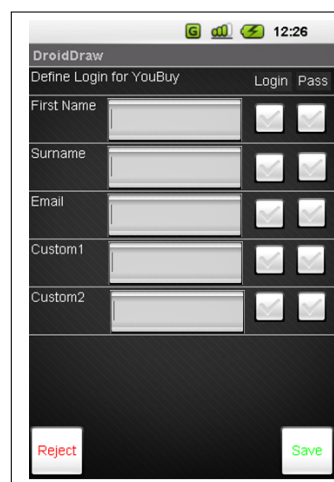 G 12:26
DroidDraw
Define Login for YouBuy Login Pass
First Name
Surname
Email
Custom1
Custom2
Reject Save